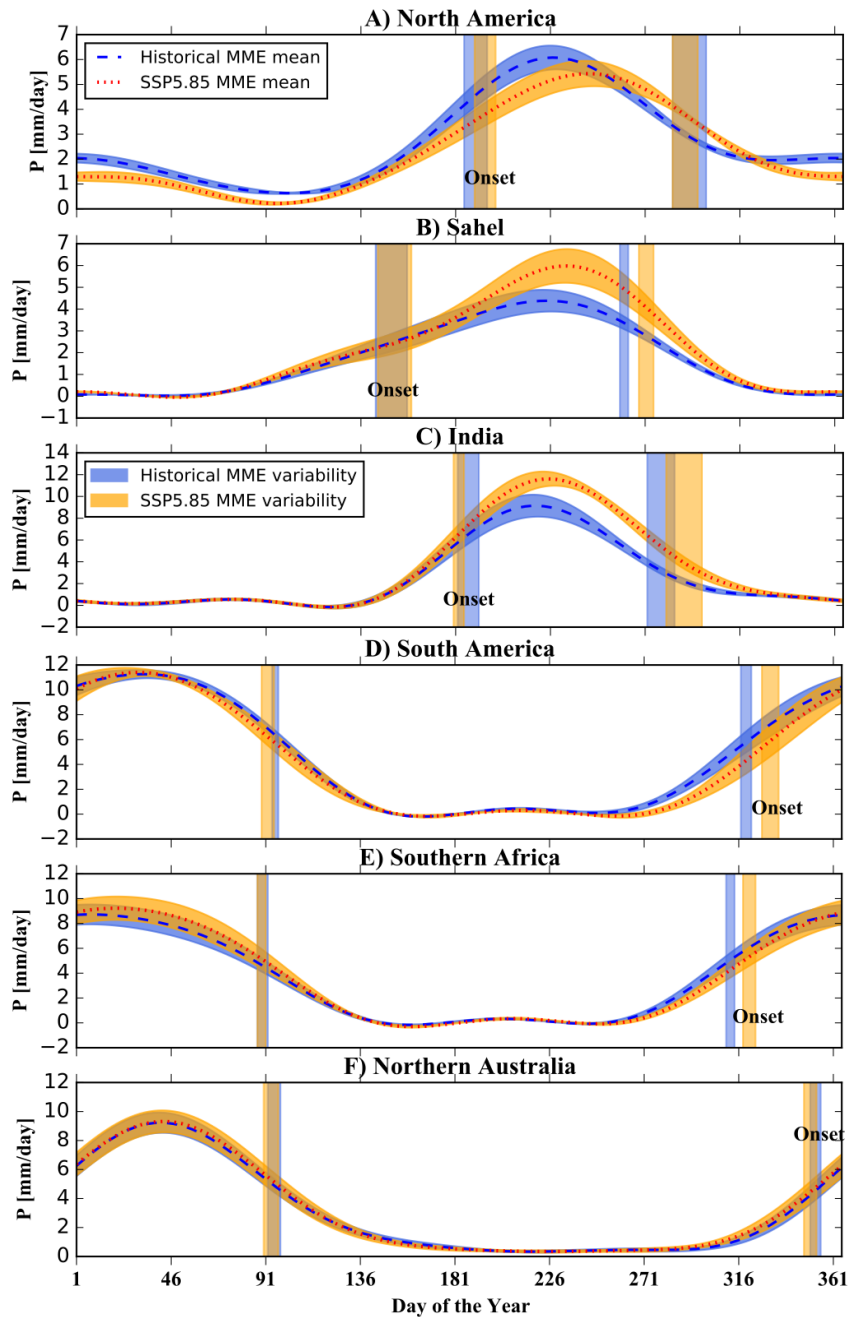 A) North America
P [mm/day]
7
6
5
4
3
2
1
0
Historical MME mean
SSP5.85 MME mean
Onset
B) Sahel
P [mm/day]
7
6
5
4
3
2
1
0
−1
Onset
C) India
P [mm/day]
14
12
10
8
6
4
2
0
−2
Historical MME variability
SSP5.85 MME variability
Onset
D) South America
P [mm/day]
12
10
8
6
4
2
0
−2
Onset
E) Southern Africa
P [mm/day]
12
10
8
6
4
2
0
−2
Onset
F) Northern Australia
P [mm/day]
12
10
8
6
4
2
0
Onset
1 46 91 136 181 226 271 316 361
Day of the Year